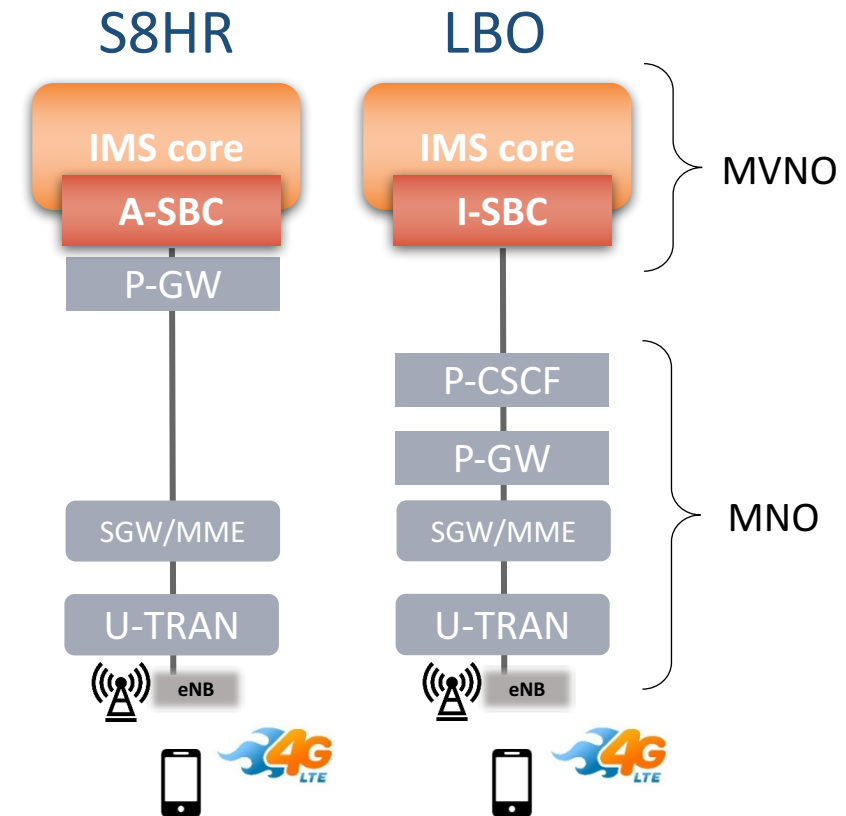 S8HR
IMS core
A-SBC
P-GW
SGW/MME
U-TRAN
eNB
4G
LTE
LBO
IMS core
I-SBC
P-CSCF
P-GW
SGW/MME
U-TRAN
eNB
4G
LTE
MVNO
MNO